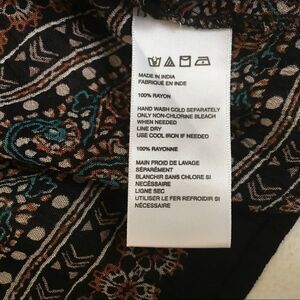 MADE IN INDIA
FABRIQUE EN INDE
100% RAYON
HAND WASH COLD SEPARATELY
ONLY NON-CHLORINE BLEACH
WHEN NEEDED
LINE DRY
USE COOL IRON IF NEEDED
100% RAYONNE
MAIN FROID DE LAVAGE
SÉPARÉMENT
BLANCHIR SANS CHLORE SI
NÉCESSAIRE
LIGNE SEC
UTILISER LE FER REFROIDIR SI
NÉCESSAIRE